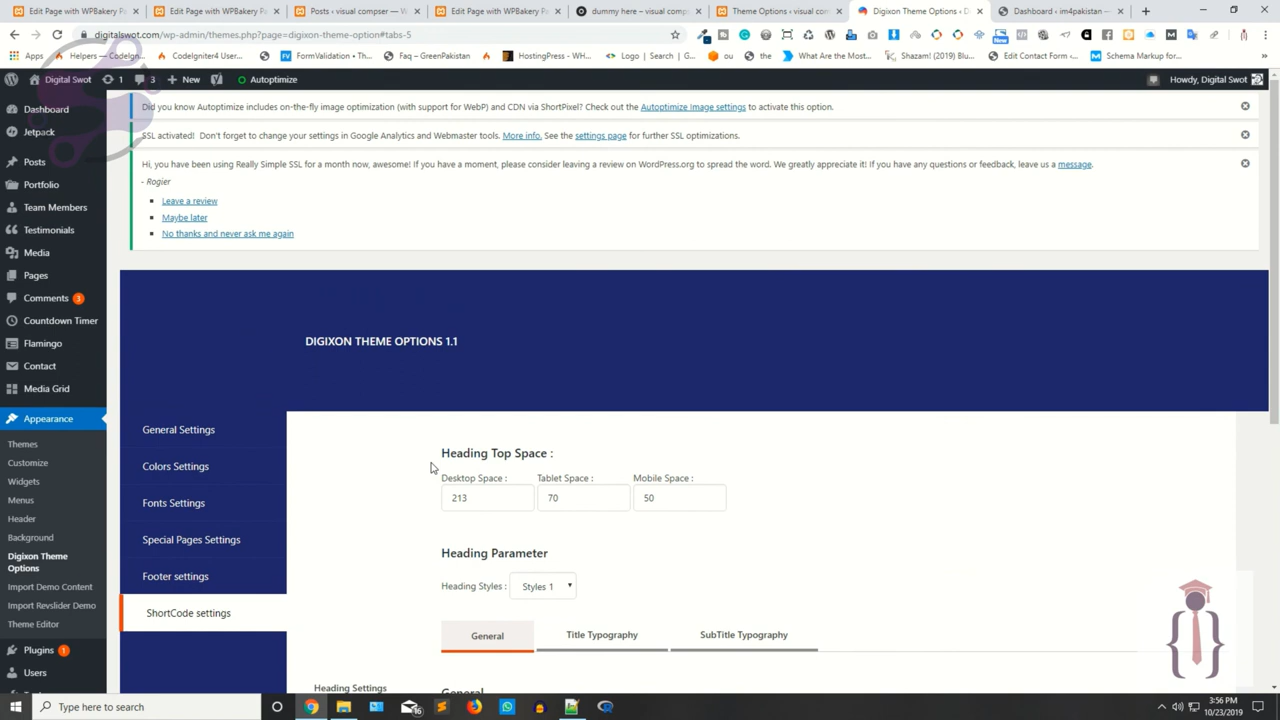 Edit Page with WPBakery P
Edit Page with WPBakery P
Posts ‹ visual compser — W
Edit Page with WPBakery P
dummy here – visual comp
Theme Options ‹ visual com
Digixon Theme Options ‹ D
Dashboard ‹ im4pakistan —
digitalswot.com/wp-admin/themes.php?page=digixon-theme-option#tabs-5
Apps
Helpers — CodeIgnit
CodeIgniter4 User...
FormValidation • Th...
Faq – GreenPakistan
HostingPress - WH...
Logo | Search | G...
ou
the
What Are the Most...
Shazam! (2019) Blu...
Edit Contact Form...
Schema Markup for...
New
Digital Swot
1
3
New
Autoptimize
Howdy, Digital Swot
Dashboard
Jetpack
Posts
Portfolio
Team Members
Testimonials
Media
Pages
Comments 3
Countdown Timer
Flamingo
Contact
Media Grid
Appearance
Themes
Customize
Widgets
Menus
Header
Background
Digixon Theme
Options
Import Demo Content
Import Revslider Demo
Theme Editor
Plugins 1
Users
Did you know Autoptimize includes on-the-fly image optimization (with support for WebP) and CDN via ShortPixel? Check out the Autoptimize Image settings to activate this option.
SSL activated! Don't forget to change your settings in Google Analytics and Webmaster tools. More info. See the settings page for further SSL optimizations.
Hi, you have been using Really Simple SSL for a month now, awesome! If you have a moment, please consider leaving a review on WordPress.org to spread the word. We greatly appreciate it! If you have any questions or feedback, leave us a message.
- Rogier
Leave a review
Maybe later
No thanks and never ask me again
DIGIXON THEME OPTIONS 1.1
General Settings
Colors Settings
Fonts Settings
Special Pages Settings
Footer settings
ShortCode settings
Heading Top Space :
Desktop Space : Tablet Space : Mobile Space :
213 70 50
Heading Parameter
Heading Styles : Styles 1
General Title Typography SubTitle Typography
Heading Settings
General
Type here to search
16
3:56 PM
10/23/2019